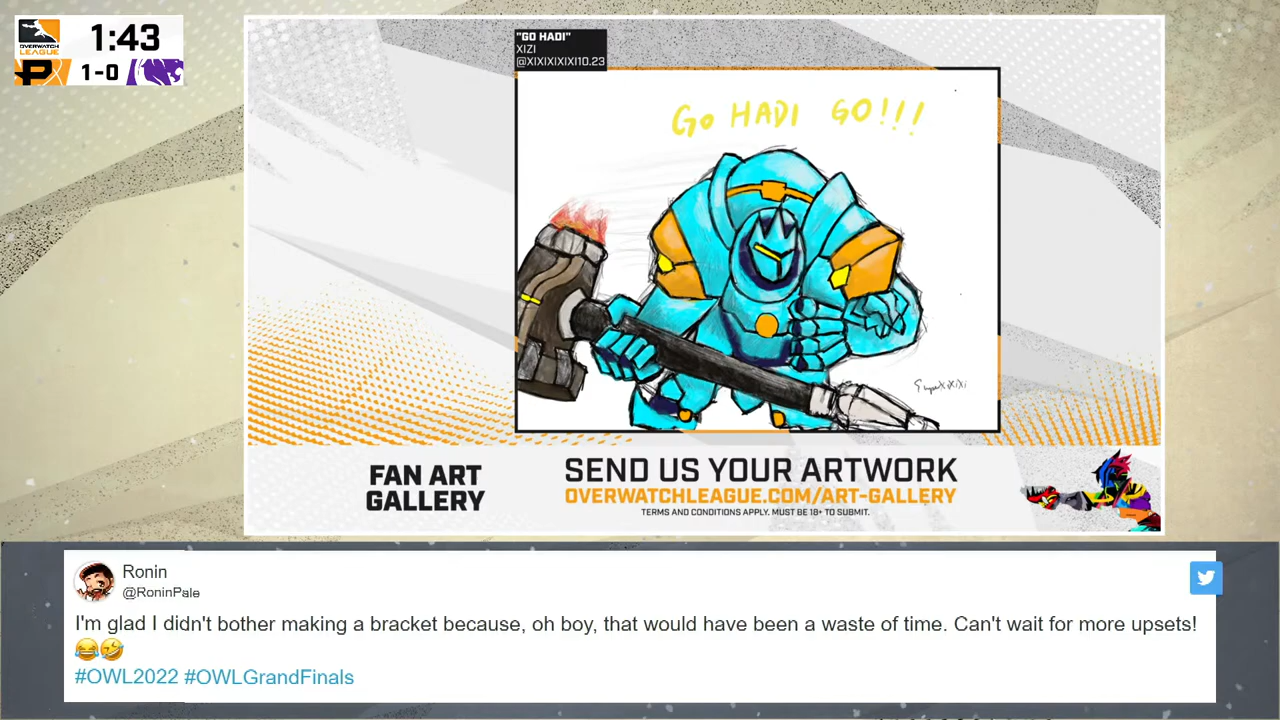 OVERWATCH
LEAGUE
1:43
1-0
"GO HADI"
XIZI
@XIXIXIXIXI10.23
GO HADI GO!!!
FAN ART
GALLERY
SEND US YOUR ARTWORK
OVERWATCHLEAGUE.COM/ART-GALLERY
TERMS AND CONDITIONS APPLY. MUST BE 18+ TO SUBMIT.
Ronin
@RoninPale
I'm glad I didn't bother making a bracket because, oh boy, that would have been a waste of time. Can't wait for more upsets!
😂🤣
#OWL2022 #OWLGrandFinals